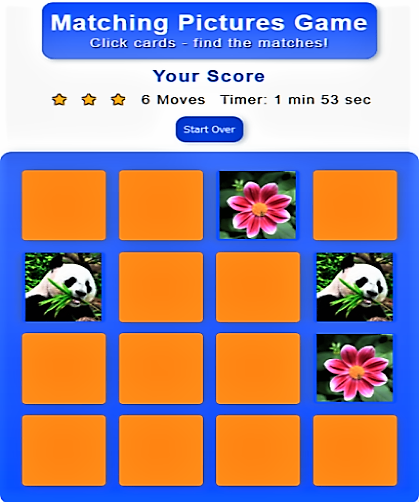 Matching Pictures Game
Click cards - find the matches!
Your Score
6 Moves Timer: 1 min 53 sec
Start Over